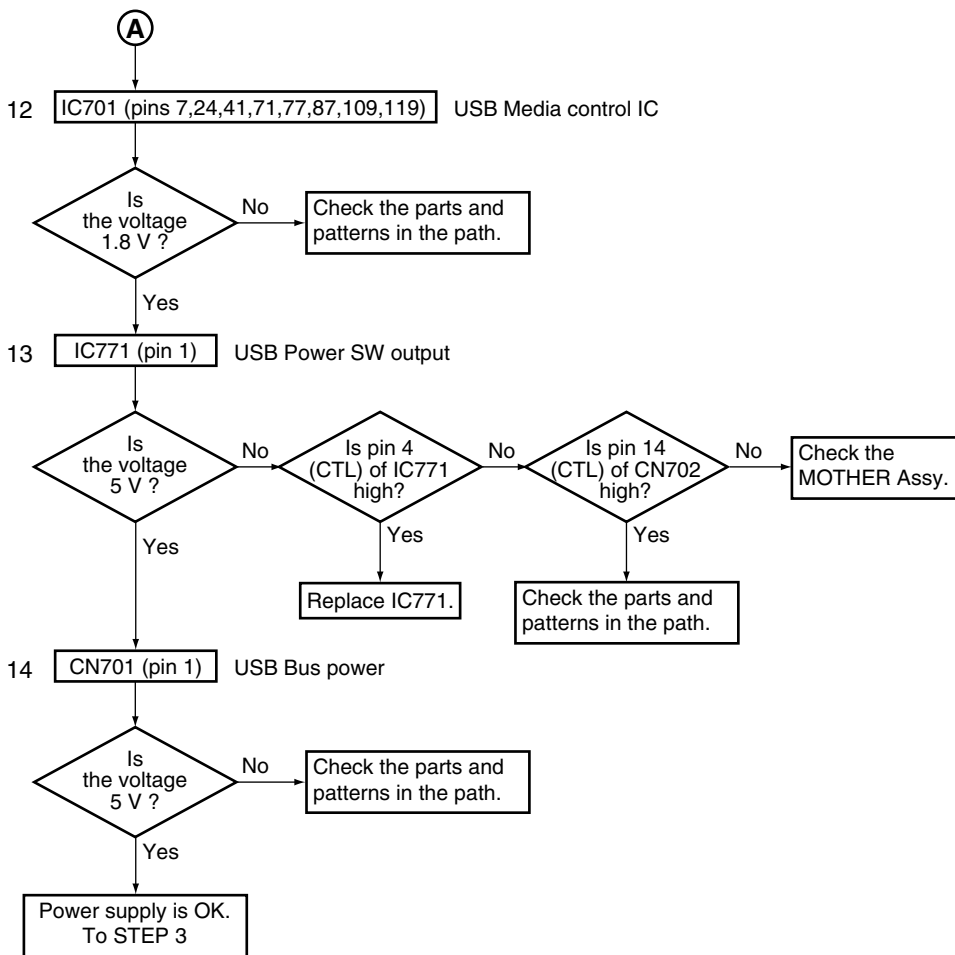 A
12
IC701 (pins 7,24,41,71,77,87,109,119)
USB Media control IC
Is
the voltage
1.8 V ?
No
Check the parts and
patterns in the path.
Yes
13
IC771 (pin 1)
USB Power SW output
Is
the voltage
5 V ?
No
Is pin 4
(CTL) of IC771
high?
No
Is pin 14
(CTL) of CN702
high?
No
Check the
MOTHER Assy.
Yes
Yes
Yes
Replace IC771.
Check the parts and
patterns in the path.
14
CN701 (pin 1)
USB Bus power
Is
the voltage
5 V ?
No
Check the parts and
patterns in the path.
Yes
Power supply is OK.
To STEP 3